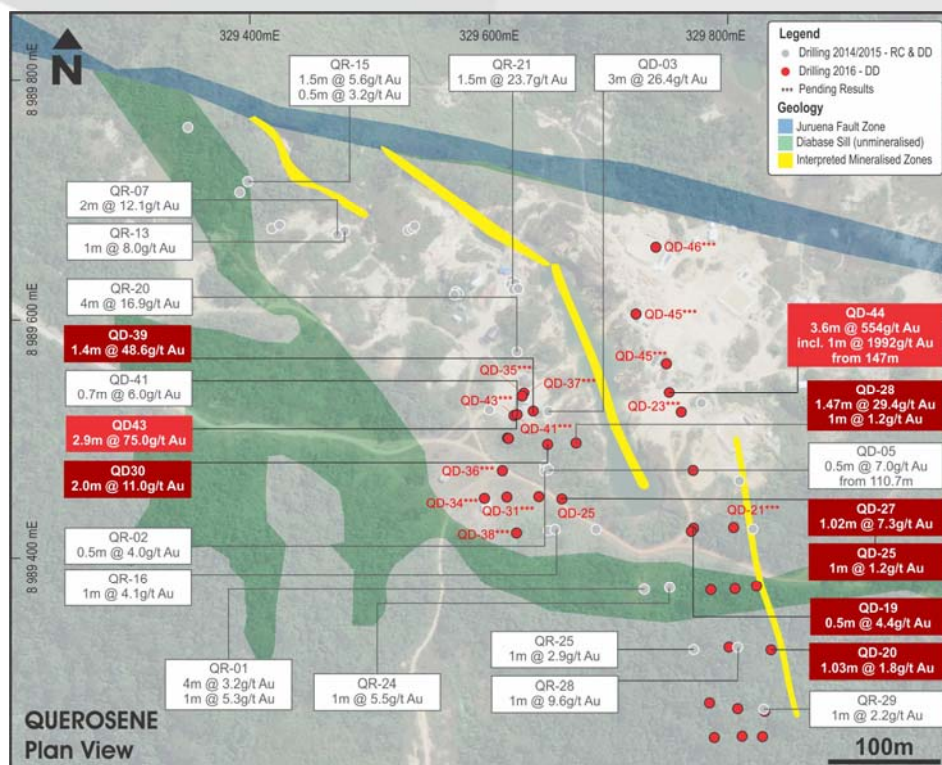 329 400mE
329 600mE
329 800mE
8 989 800 mE
8 989 600 mE
8 989 400 mE
N
Legend
Drilling 2014/2015 - RC & DD
Drilling 2016 - DD
*** Pending Results
Geology
Juruena Fault Zone
Diabase Sill (unmineralised)
Interpreted Mineralised Zones
QR-15
1.5m @ 5.6g/t Au
0.5m @ 3.2g/t Au
QR-21
1.5m @ 23.7g/t Au
QD-03
3m @ 26.4g/t Au
QR-07
2m @ 12.1g/t Au
QR-13
1m @ 8.0g/t Au
QR-20
4m @ 16.9g/t Au
QD-39
1.4m @ 48.6g/t Au
QD-41
0.7m @ 6.0g/t Au
QD43
2.9m @ 75.0g/t Au
QD30
2.0m @ 11.0g/t Au
QR-02
0.5m @ 4.0g/t Au
QR-16
1m @ 4.1g/t Au
QR-01
4m @ 3.2g/t Au
1m @ 5.3g/t Au
QR-24
1m @ 5.5g/t Au
QD-46***
QD-45***
QD-45***
QD-23***
QD-35***
QD-37***
QD-43***
QD-41***
QD-36***
QD-34***
QD-31***
QD-25
QD-38***
QD-21***
QD-44
3.6m @ 554g/t Au
incl. 1m @ 1992g/t Au
from 147m
QD-28
1.47m @ 29.4g/t Au
1m @ 1.2g/t Au
QD-05
0.5m @ 7.0g/t Au
from 110.7m
QD-27
1.02m @ 7.3g/t Au
QD-25
1m @ 1.2g/t Au
QD-19
0.5m @ 4.4g/t Au
QD-20
1.03m @ 1.8g/t Au
QR-25
1m @ 2.9g/t Au
QR-28
1m @ 9.6g/t Au
QR-29
1m @ 2.2g/t Au
QUEROSENE
Plan View
100m